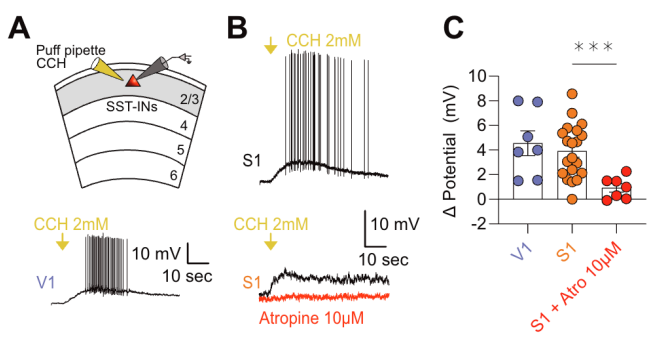 A
Puff pipette
CCH
SST-INs
2/3
4
5
6
CCH 2mM
V1
10 mV
10 sec
B
CCH 2mM
S1
CCH 2mM
10 mV
10 sec
S1
Atropine 10µM
C
***
Δ Potential (mV)
10
8
6
4
2
0
-2
V1
S1
S1 + Atro 10µM